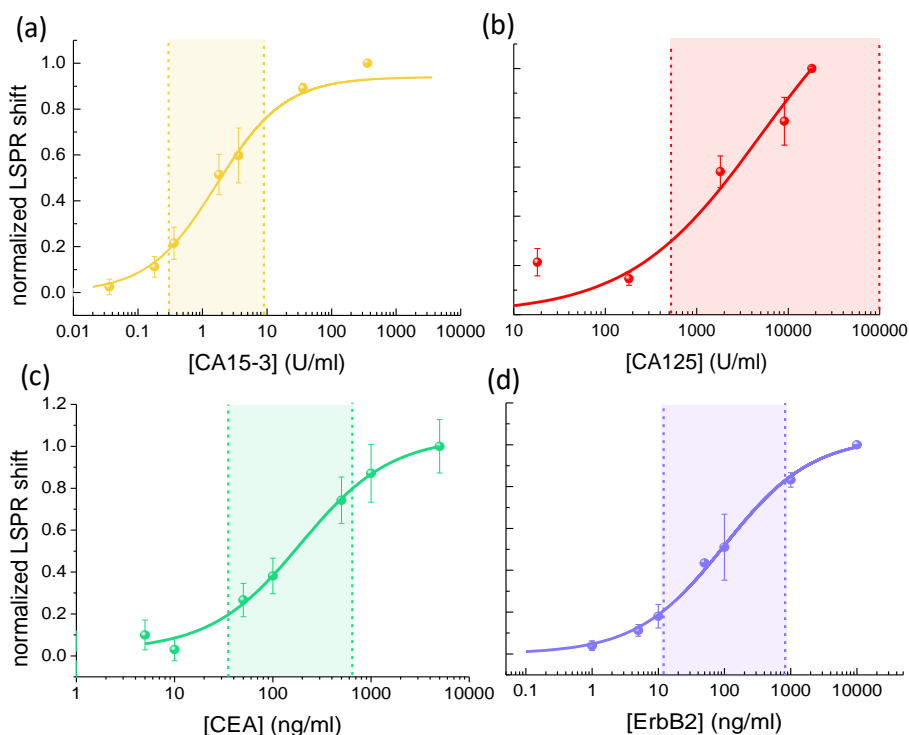 (a)
(b)
normalized LSPR shift
1.0
0.8
0.6
0.4
0.2
0.0
0.01 0.1 1 10 100 1000 10000
[CA15-3] (U/ml)
10 100 1000 10000 100000
[CA125] (U/ml)
(c)
(d)
normalized LSPR shift
1.2
1.0
0.8
0.6
0.4
0.2
0.0
1 10 100 1000 10000
[CEA] (ng/ml)
0.1 1 10 100 1000 10000
[ErbB2] (ng/ml)